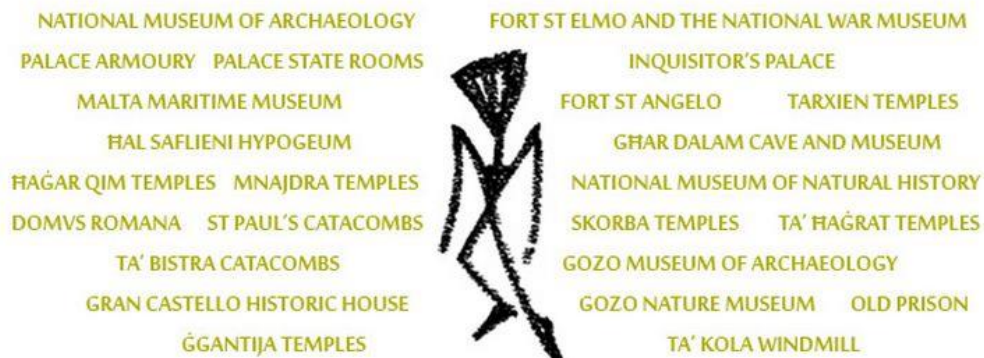 NATIONAL MUSEUM OF ARCHAEOLOGY
PALACE ARMOURY PALACE STATE ROOMS
MALTA MARITIME MUSEUM
ĦAL SAFLIENI HYPOGEUM
ĦAĠAR QIM TEMPLES MNAJDRA TEMPLES
DOMVS ROMANA ST PAUL'S CATACOMBS
TA' BISTRA CATACOMBS
GRAN CASTELLO HISTORIC HOUSE
ĠGANTIJA TEMPLES
FORT ST ELMO AND THE NATIONAL WAR MUSEUM
INQUISITOR'S PALACE
FORT ST ANGELO TARXIEN TEMPLES
GĦAR DALAM CAVE AND MUSEUM
NATIONAL MUSEUM OF NATURAL HISTORY
SKORBA TEMPLES TA' ĦAĠRAT TEMPLES
GOZO MUSEUM OF ARCHAEOLOGY
GOZO NATURE MUSEUM OLD PRISON
TA' KOLA WINDMILL